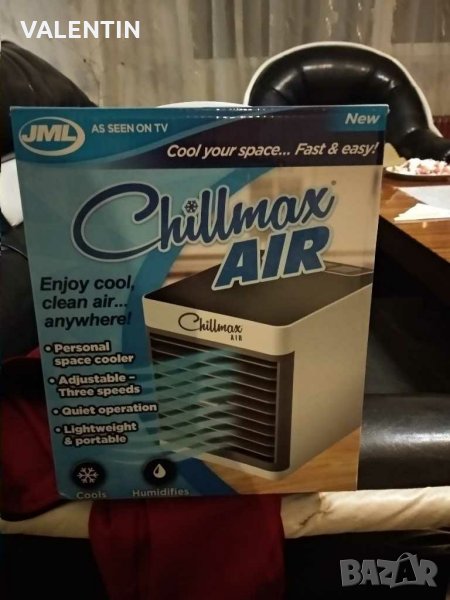 VALENTIN
JML
AS SEEN ON TV
New
Cool your space... Fast & easy!
Chillmax
AIR
Enjoy cool,
clean air...
anywhere!
• Personal
space cooler
• Adjustable –
Three speeds
• Quiet operation
• Lightweight
& portable
Chillmax
AIR
Cools
Humidifies
BAZAR